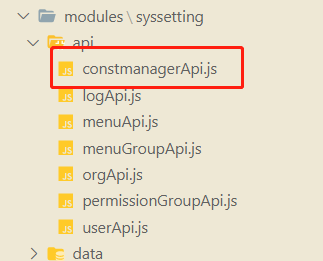 modules\syssetting
api
JS constmanagerApi.js
JS logApi.js
JS menuApi.js
JS menuGroupApi.js
JS orgApi.js
JS permissionGroupApi.js
JS userApi.js
data